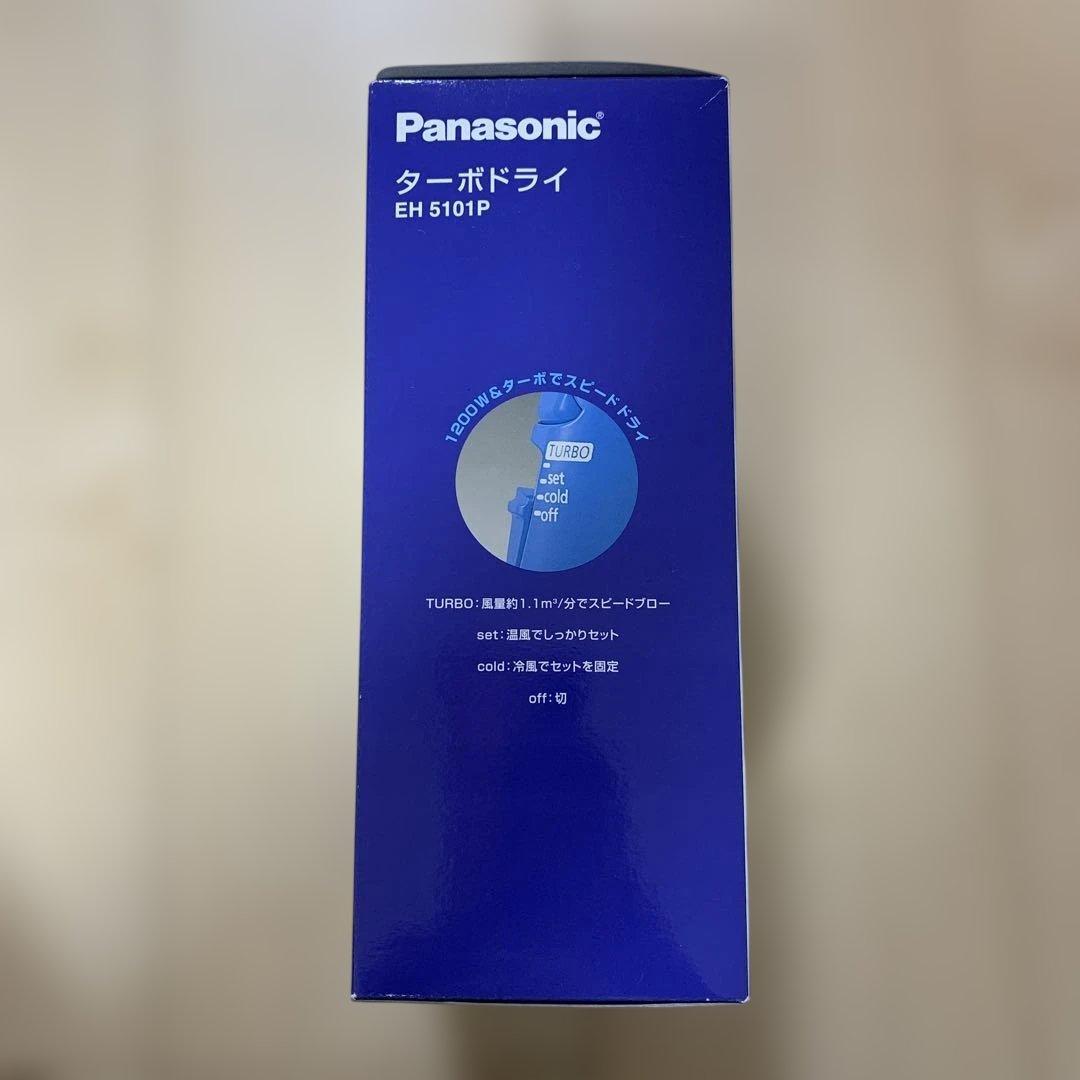 Panasonic®
ターボドライ
EH 5101P
1200W&ターボでスピードドライ
TURBO
set
cold
off
TURBO:風量約1.1m³/分でスピードブロー
set:温風でしっかりセット
cold:冷風でセットを固定
off:切